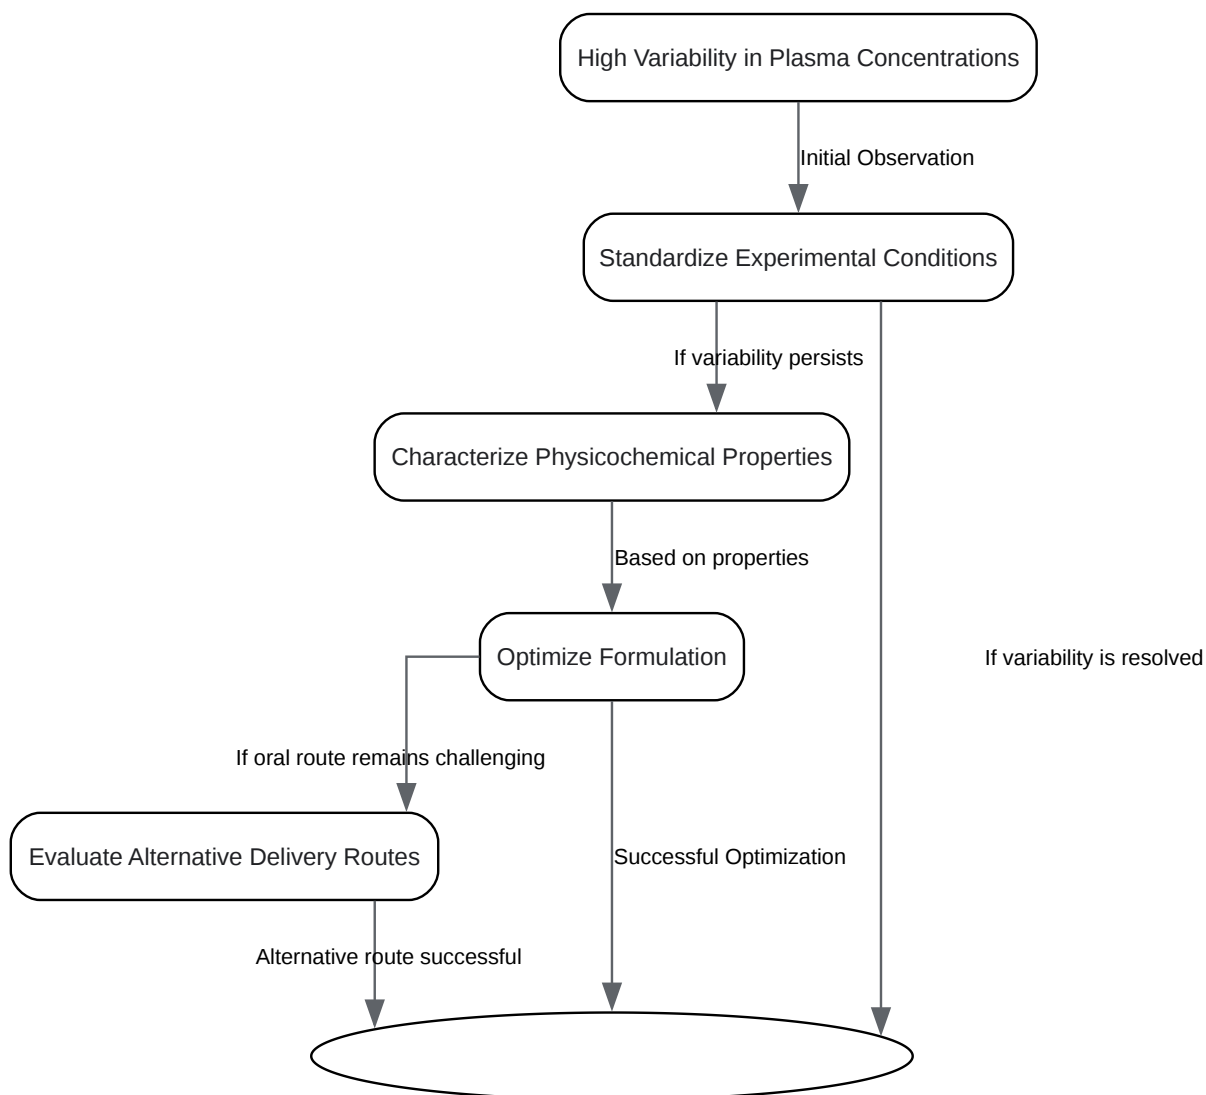 High Variability in Plasma Concentrations
Initial Observation
Standardize Experimental Conditions
If variability persists
Characterize Physicochemical Properties
Based on properties
Optimize Formulation
If variability is resolved
If oral route remains challenging
Evaluate Alternative Delivery Routes
Successful Optimization
Alternative route successful